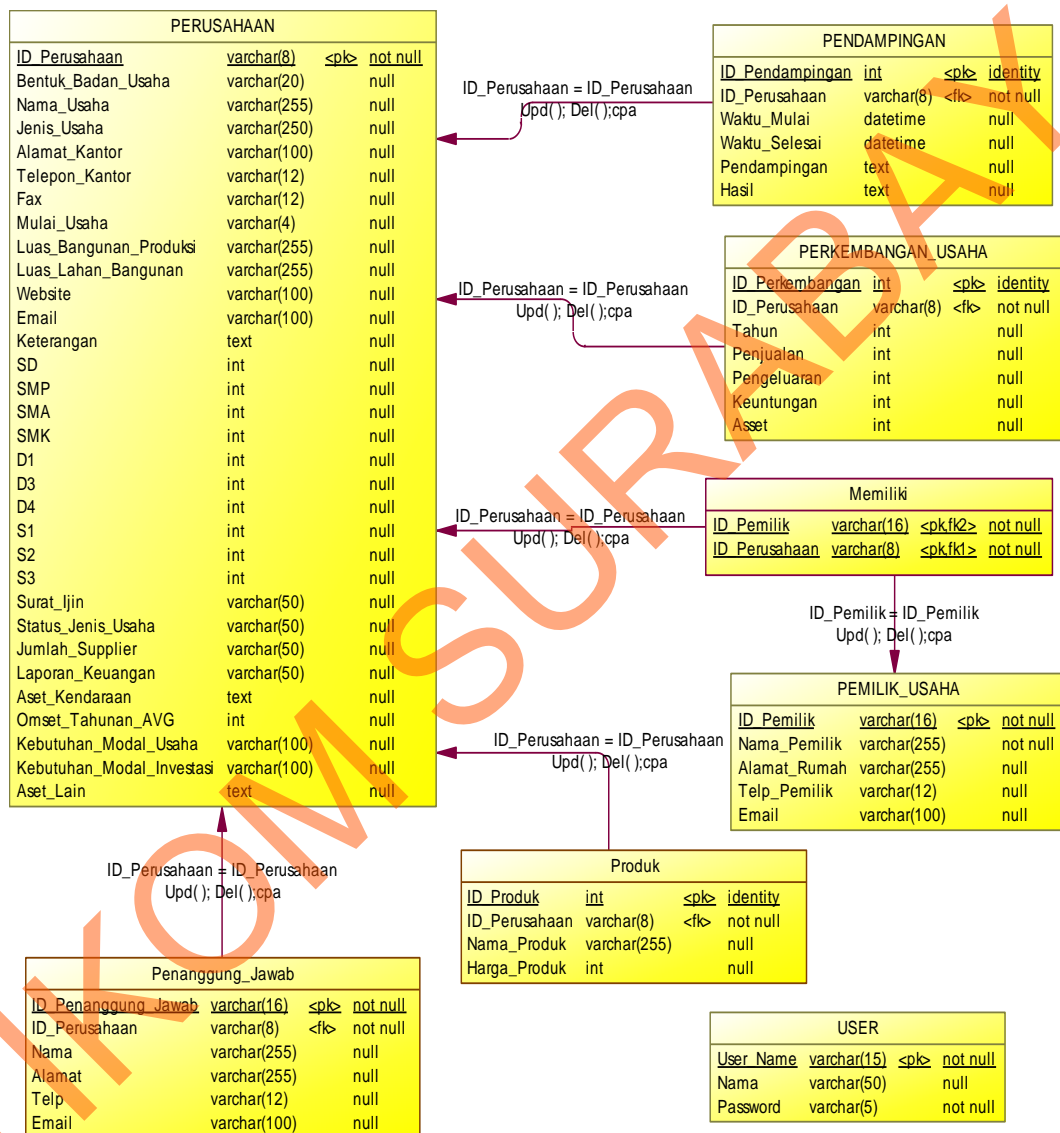 PERUSAHAAN
ID_Perusahaan varchar(8) <pk> not null
Bentuk_Badan_Usaha varchar(20) null
Nama_Usaha varchar(255) null
Jenis_Usaha varchar(250) null
Alamat_Kantor varchar(100) null
Telepon_Kantor varchar(12) null
Fax varchar(12) null
Mulai_Usaha varchar(4) null
Luas_Bangunan_Produksi varchar(255) null
Luas_Lahan_Bangunan varchar(255) null
Website varchar(100) null
Email varchar(100) null
Keterangan text null
SD int null
SMP int null
SMA int null
SMK int null
D1 int null
D3 int null
D4 int null
S1 int null
S2 int null
S3 int null
Surat_Ijin varchar(50) null
Status_Jenis_Usaha varchar(50) null
Jumlah_Supplier varchar(50) null
Laporan_Keuangan varchar(50) null
Aset_Kendaraan text null
Omset_Tahunan_AVG int null
Kebutuhan_Modal_Usaha varchar(100) null
Kebutuhan_Modal_Investasi varchar(100) null
Aset_Lain text null
ID_Perusahaan = ID_Perusahaan
Upd( ); Del( );cpa
PENDAMPINGAN
ID_Pendampingan int <pk> identity
ID_Perusahaan varchar(8) <fk> not null
Waktu_Mulai datetime null
Waktu_Selesai datetime null
Pendampingan text null
Hasil text null
ID_Perusahaan = ID_Perusahaan
Upd( ); Del( );cpa
PERKEMBANGAN_USAHA
ID_Perkembangan int <pk> identity
ID_Perusahaan varchar(8) <fk> not null
Tahun int null
Penjualan int null
Pengeluaran int null
Keuntungan int null
Asset int null
ID_Perusahaan = ID_Perusahaan
Upd( ); Del( );cpa
Memiliki
ID_Pemilik varchar(16) <pk,fk2> not null
ID_Perusahaan varchar(8) <pk,fk1> not null
ID_Pemilik = ID_Pemilik
Upd( ); Del( );cpa
PEMILIK_USAHA
ID_Pemilik varchar(16) <pk> not null
Nama_Pemilik varchar(255) not null
Alamat_Rumah varchar(255) null
Telp_Pemilik varchar(12) null
Email varchar(100) null
ID_Perusahaan = ID_Perusahaan
Upd( ); Del( );cpa
Produk
ID_Produk int <pk> identity
ID_Perusahaan varchar(8) <fk> not null
Nama_Produk varchar(255) null
Harga_Produk int null
ID_Perusahaan = ID_Perusahaan
Upd( ); Del( );cpa
Penanggung_Jawab
ID_Penanggung_Jawab varchar(16) <pk> not null
ID_Perusahaan varchar(8) <fk> not null
Nama varchar(255) null
Alamat varchar(255) null
Telp varchar(12) null
Email varchar(100) null
USER
User_Name varchar(15) <pk> not null
Nama varchar(50) null
Password varchar(5) not null
IKOM SURABAY